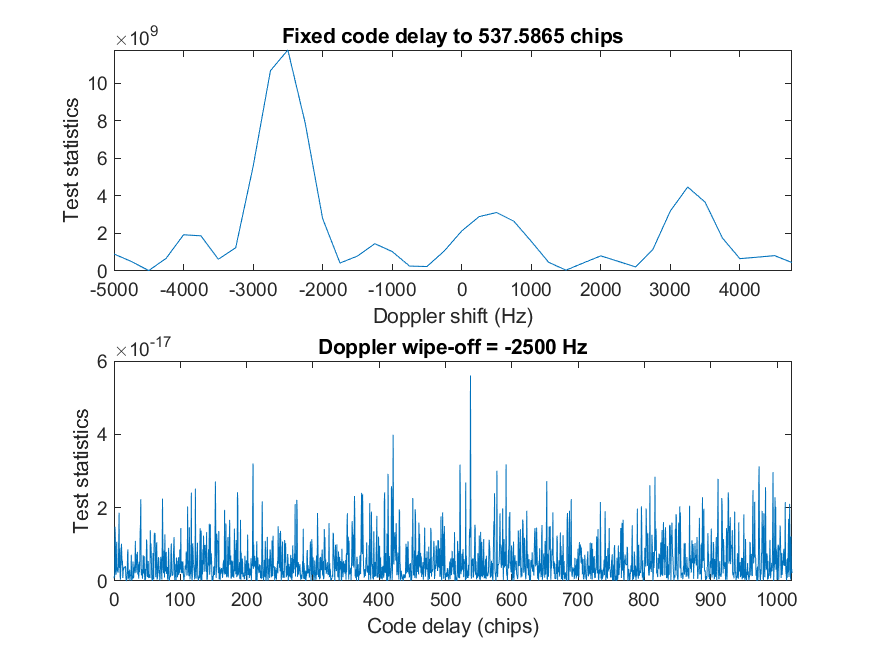 ×10^9
Fixed code delay to 537.5865 chips
Test statistics
10
8
6
4
2
0
-5000 -4000 -3000 -2000 -1000 0 1000 2000 3000 4000
Doppler shift (Hz)
×10^-17
Doppler wipe-off = -2500 Hz
Test statistics
6
4
2
0
0 100 200 300 400 500 600 700 800 900 1000
Code delay (chips)